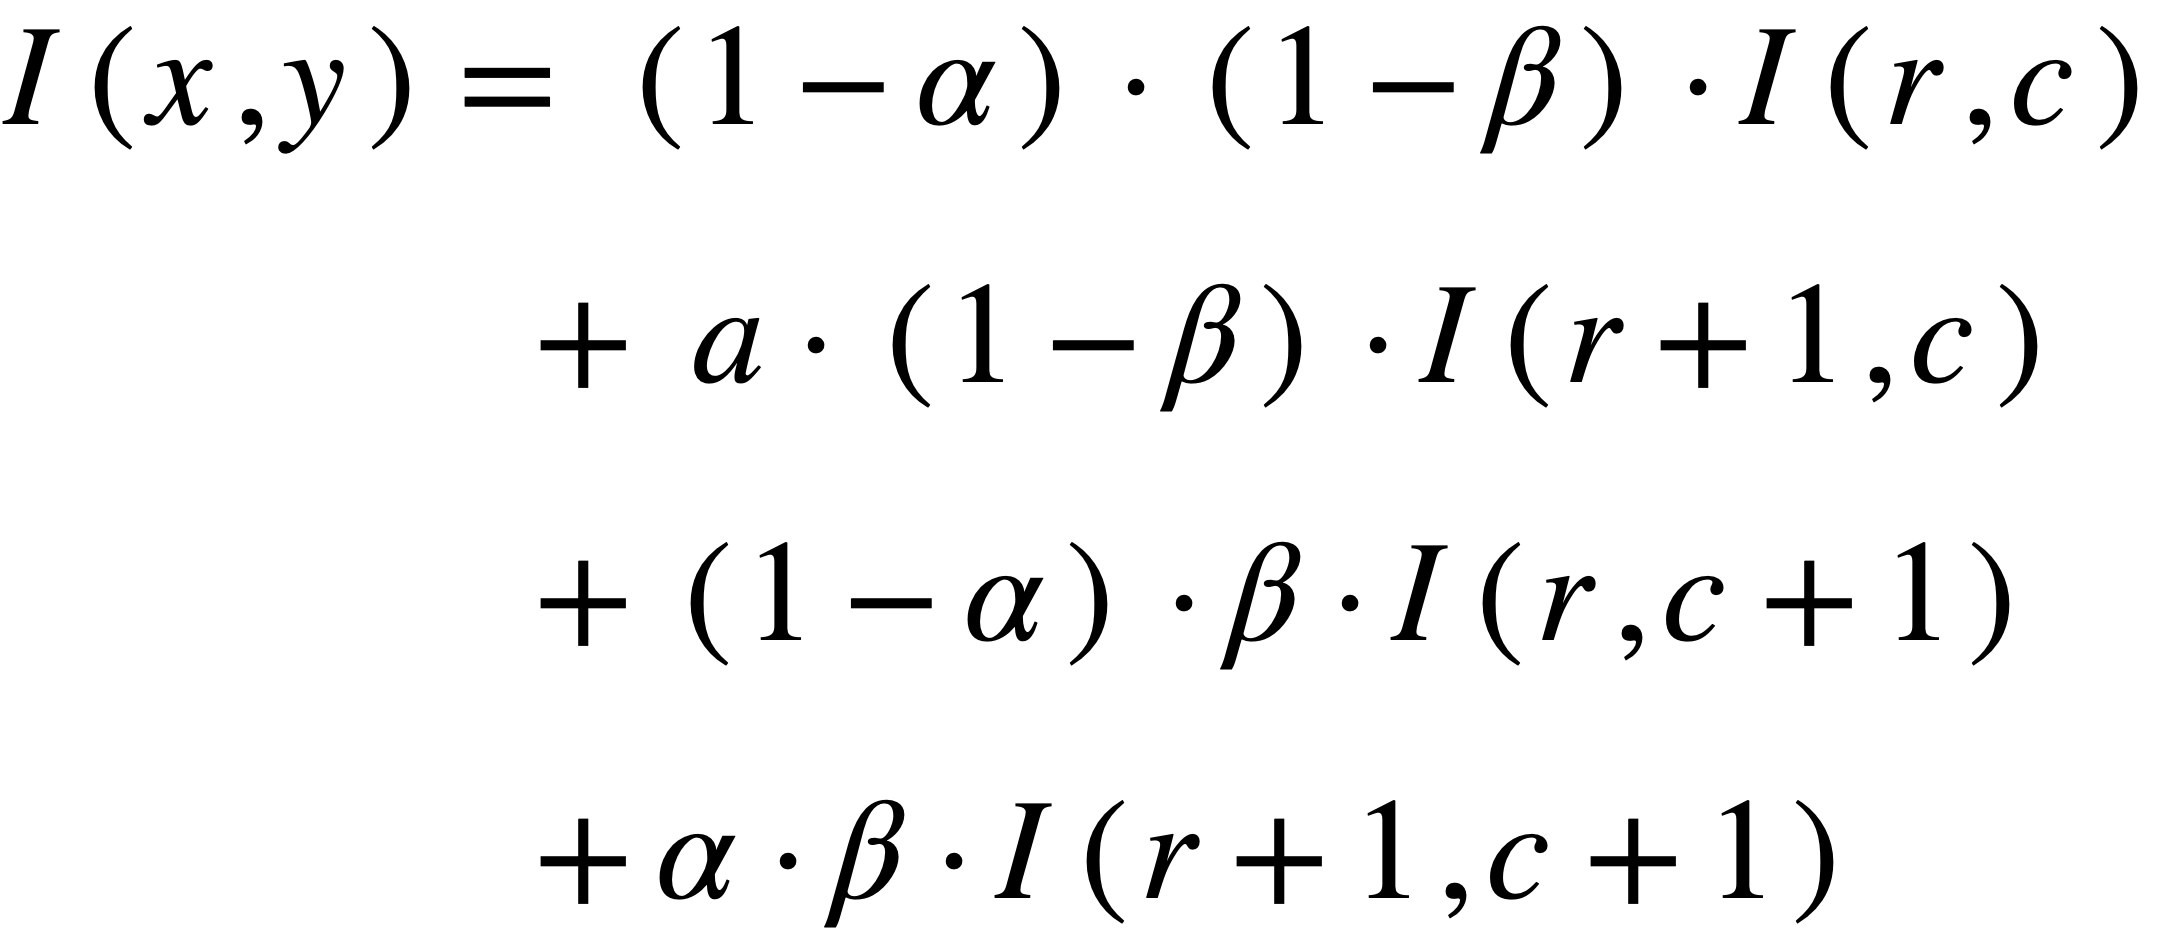 I(x,y) = (1−α)·(1−β)·I(r,c)
+ a·(1−β)·I(r+1,c)
+ (1−α)·β·I(r,c+1)
+α·β·I(r+1,c+1)